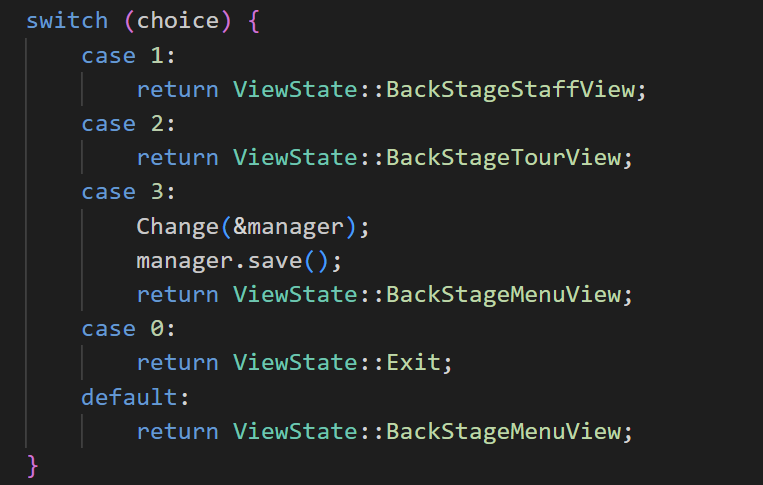 switch (choice) {
    case 1:
        return ViewState::BackStageStaffView;
    case 2:
        return ViewState::BackStageTourView;
    case 3:
        Change(&manager);
        manager.save();
        return ViewState::BackStageMenuView;
    case 0:
        return ViewState::Exit;
    default:
        return ViewState::BackStageMenuView;
}